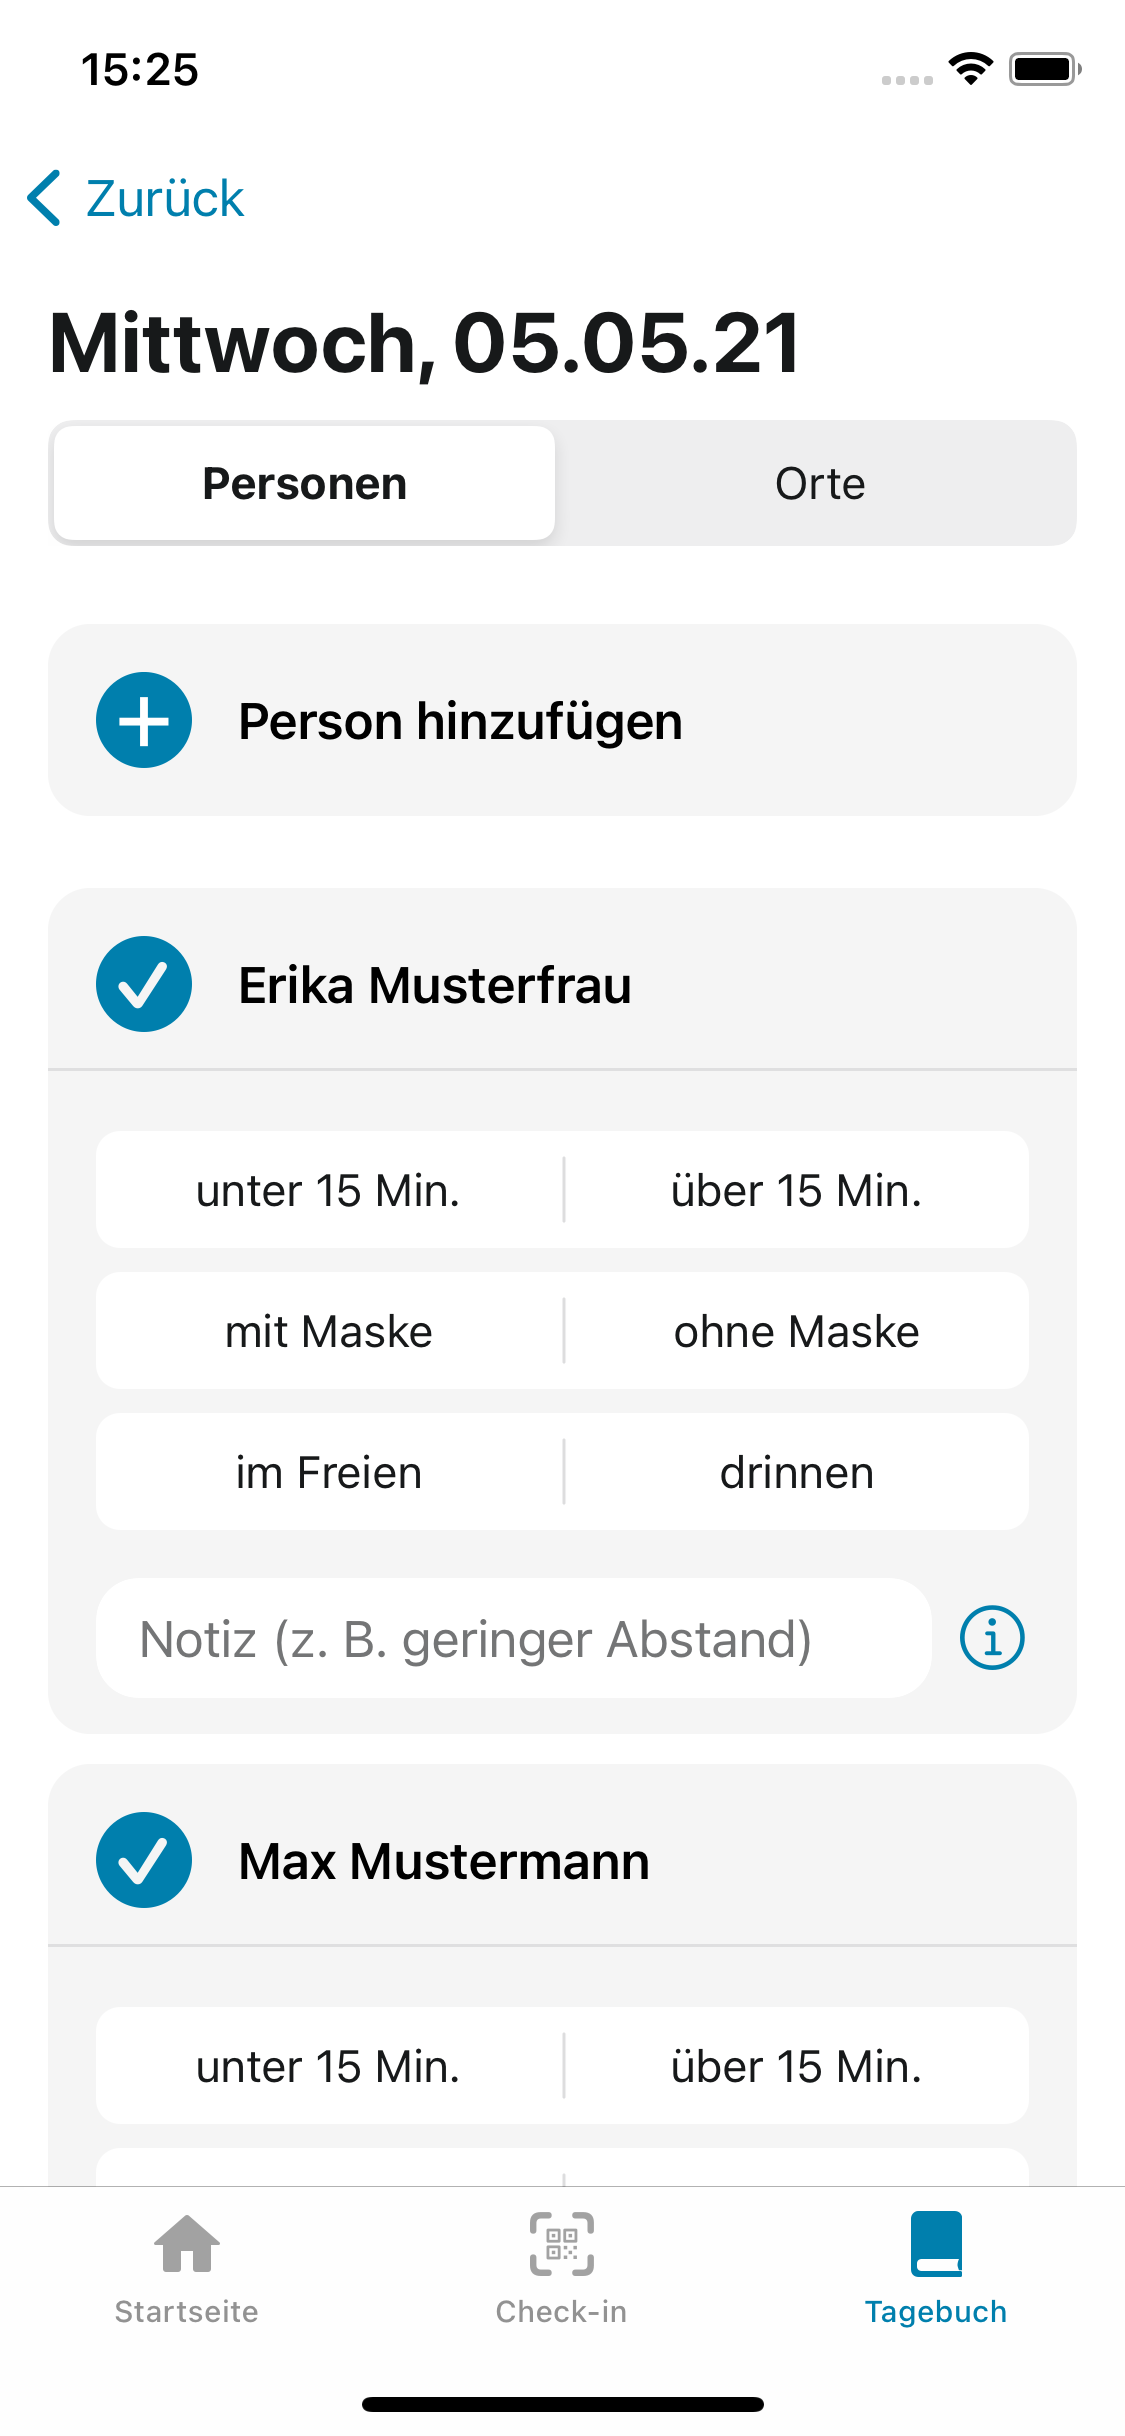 15:25
Zurück
Mittwoch, 05.05.21
Personen
Orte
Person hinzufügen
Erika Musterfrau
unter 15 Min.
über 15 Min.
mit Maske
ohne Maske
im Freien
drinnen
Notiz (z. B. geringer Abstand)
Max Mustermann
unter 15 Min.
über 15 Min.
Startseite
Check-in
Tagebuch